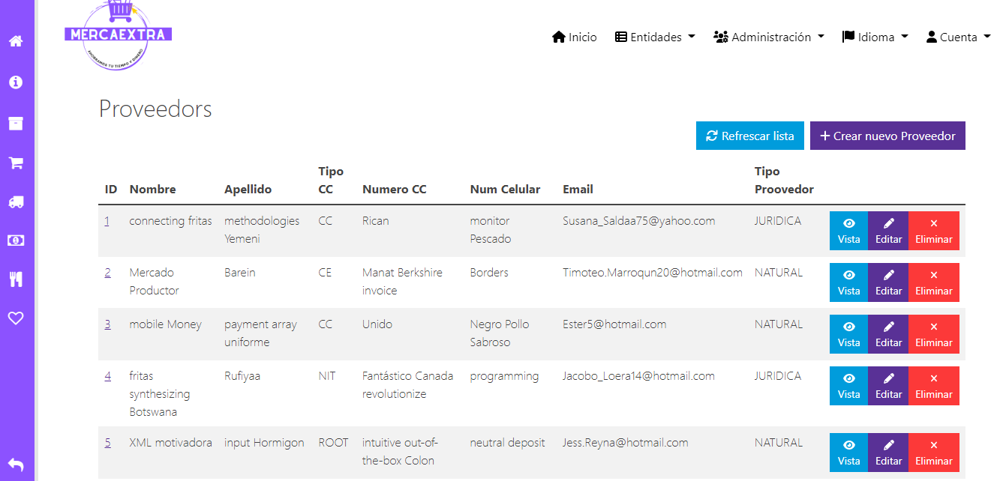 MERCAEXTRA
AHORRAMOS TU TIEMPO Y DINERO
Inicio Entidades Administración Idioma Cuenta
Proveedors
Refrescar lista + Crear nuevo Proveedor
ID Nombre Apellido Tipo CC Numero CC Num Celular Email Tipo Proovedor
1 connecting fritas methodologies Yemeni CC Rican monitor Pescado Susana_Saldaa75@yahoo.com JURIDICA Vista Editar Eliminar
2 Mercado Productor Barein CE Manat Berkshire invoice Borders Timoteo.Marroqun20@hotmail.com NATURAL Vista Editar Eliminar
3 mobile Money payment array uniforme CC Unido Negro Pollo Sabroso Ester5@hotmail.com NATURAL Vista Editar Eliminar
4 fritas synthesizing Botswana Rufiyaa NIT Fantástico Canada revolutionize programming Jacobo_Loera14@hotmail.com JURIDICA Vista Editar Eliminar
5 XML motivadora input Hormigon ROOT intuitive out-of-the-box Colon neutral deposit Jess.Reyna@hotmail.com NATURAL Vista Editar Eliminar